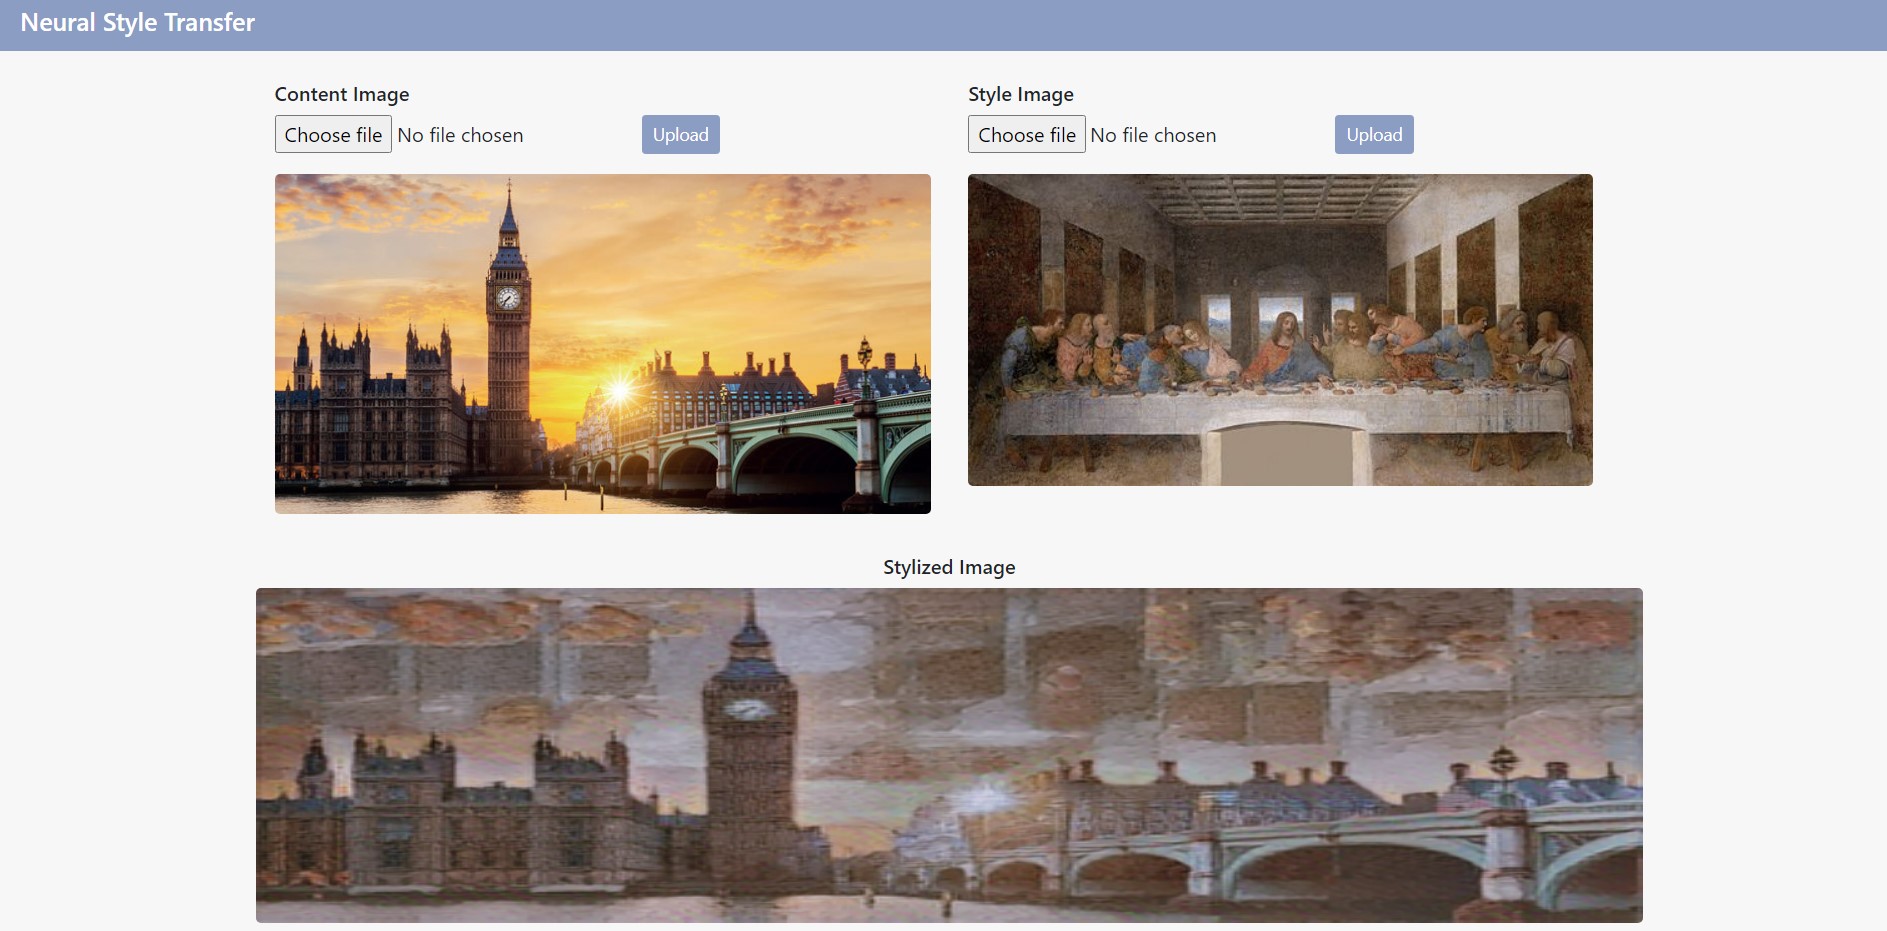 Neural Style Transfer
Content Image
Choose file No file chosen Upload
Style Image
Choose file No file chosen Upload
Stylized Image